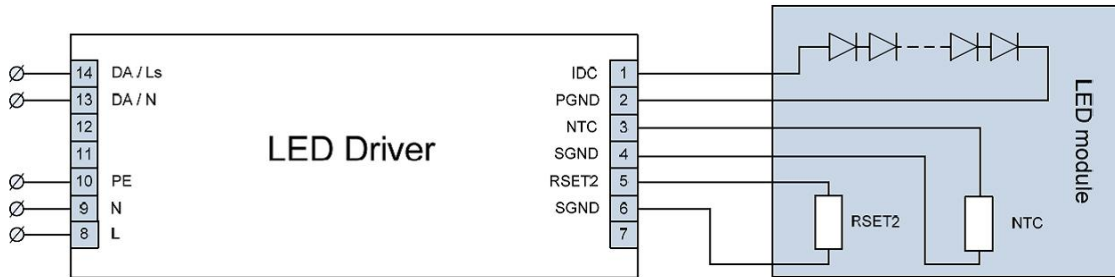 14 DA / Ls
13 DA / N
12
11
10 PE
9 N
8 L
LED Driver
IDC 1
PGND 2
NTC 3
SGND 4
RSET2 5
SGND 6
7
RSET2
NTC
LED module